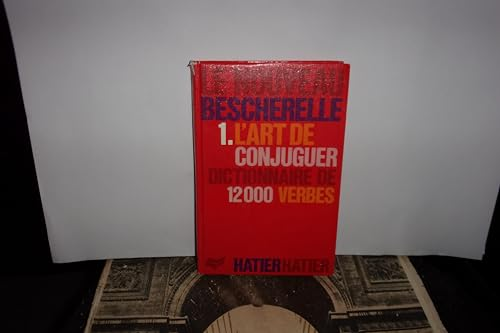 LE NOUVEAU
BESCHERELLE
1. L'ART DE
CONJUGUER
DICTIONNAIRE DE
12000 VERBES
HATIER HATIER